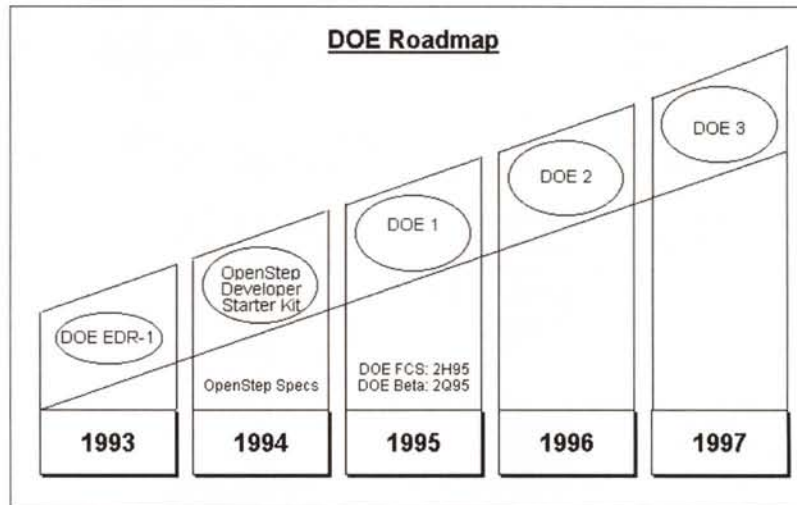 DOE Roadmap
DOE EDR-1
OpenStep
Developer
Starter Kit
DOE 1
DOE 2
DOE 3
OpenStep Specs
DOE FCS: 2H95
DOE Beta: 2Q95
1993
1994
1995
1996
1997